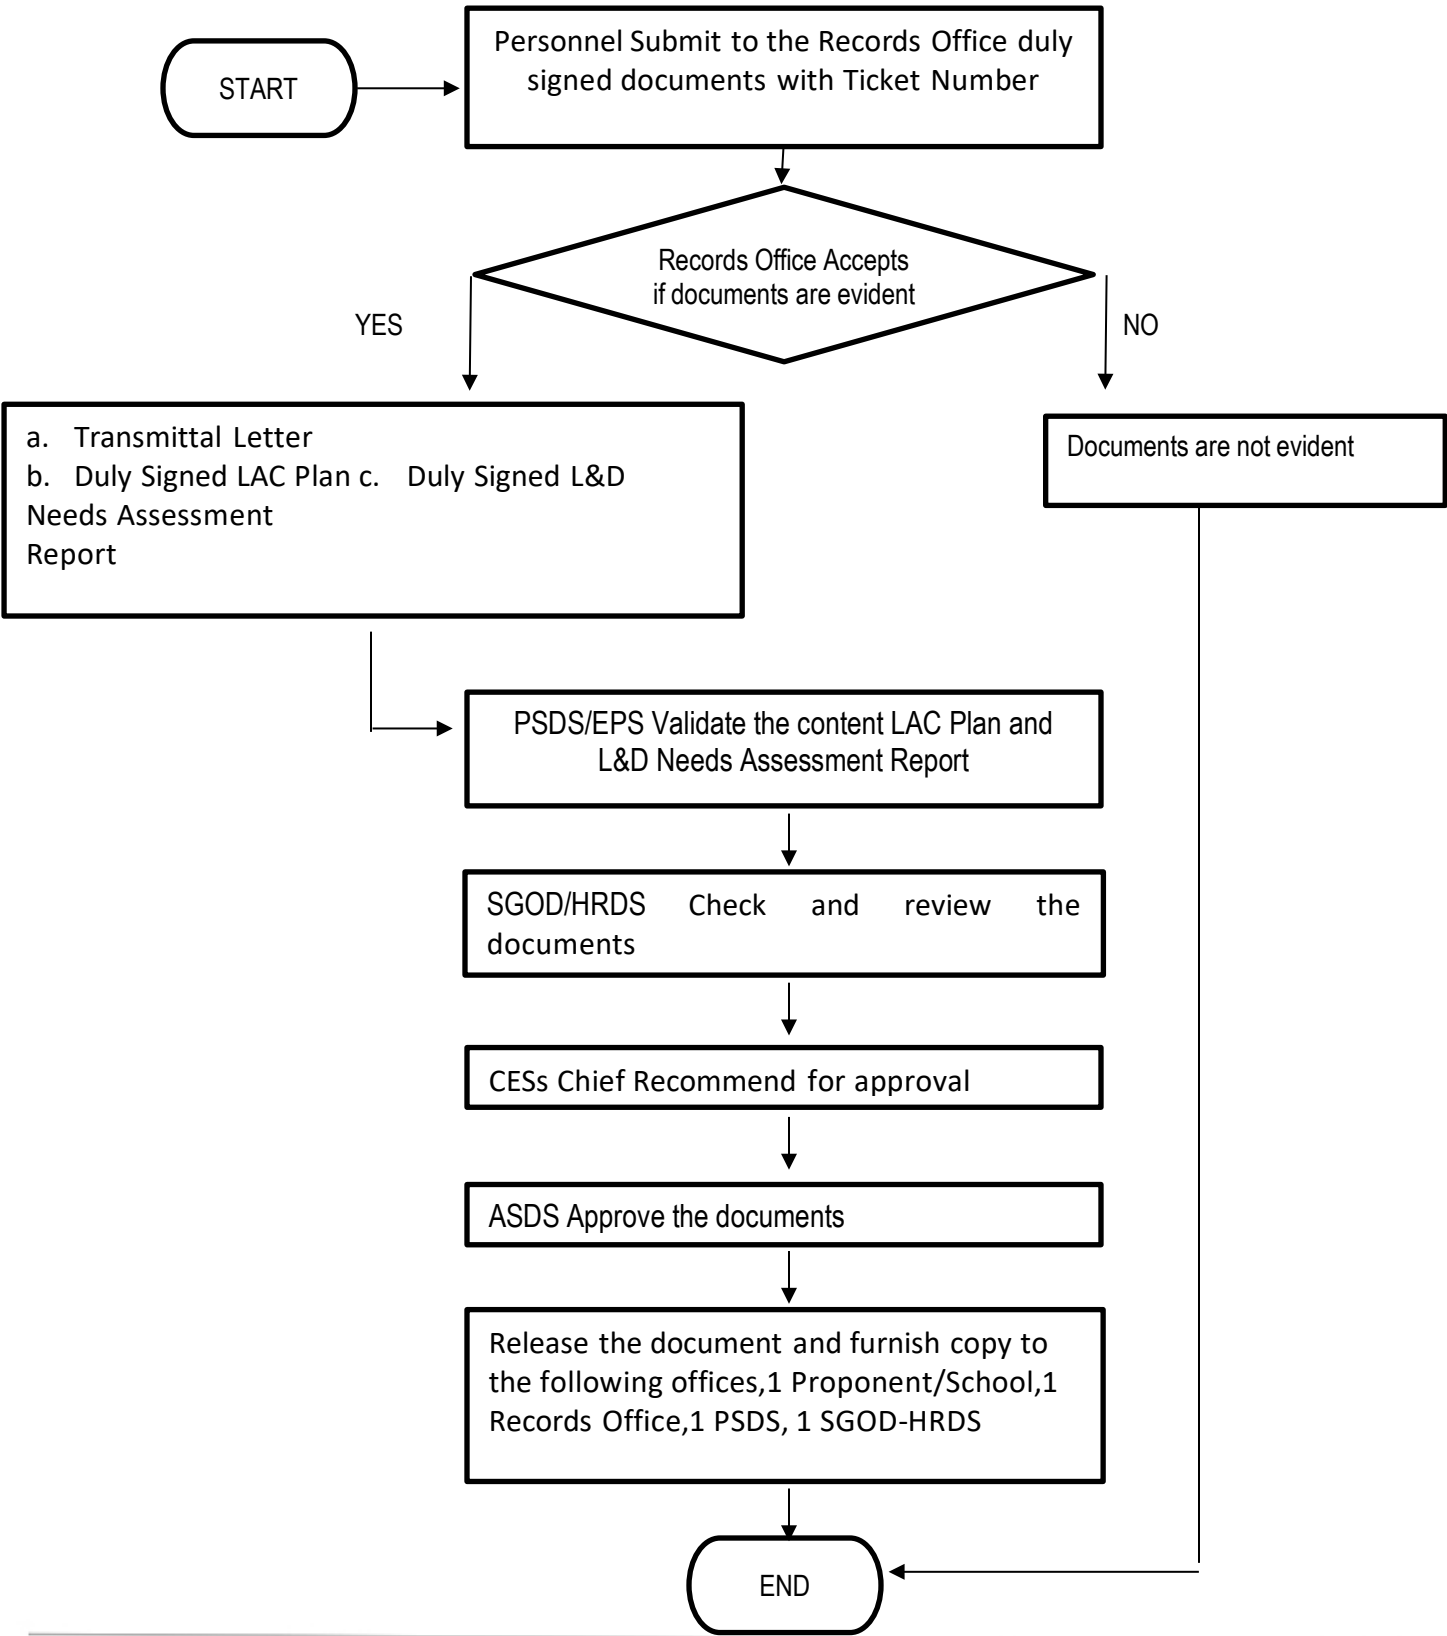 START
Personnel Submit to the Records Office duly
signed documents with Ticket Number
Records Office Accepts
if documents are evident
YES
NO
a. Transmittal Letter
b. Duly Signed LAC Plan c. Duly Signed L&D
Needs Assessment
Report
Documents are not evident
PSDS/EPS Validate the content LAC Plan and
L&D Needs Assessment Report
SGOD/HRDS Check and review the
documents
CESs Chief Recommend for approval
ASDS Approve the documents
Release the document and furnish copy to
the following offices,1 Proponent/School,1
Records Office,1 PSDS, 1 SGOD-HRDS
END